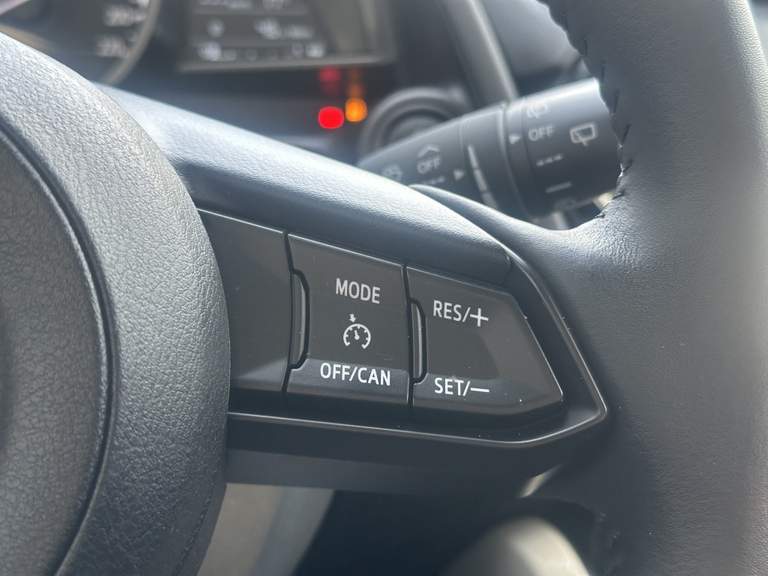 OFF
OFF
MODE
OFF/CAN
RES/+
SET/—